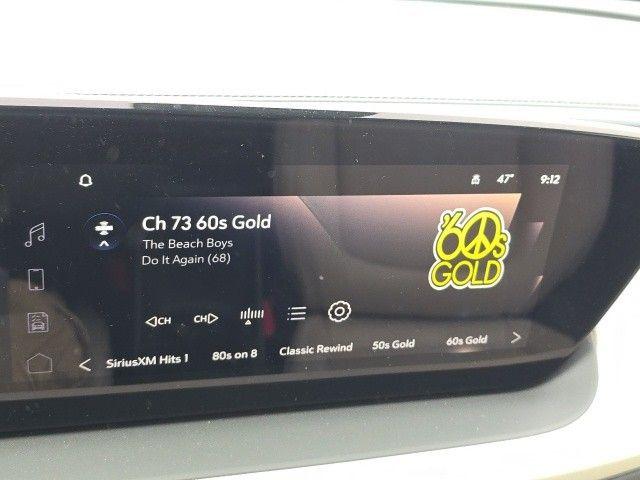 47°
9:12
Ch 73 60s Gold
The Beach Boys
Do It Again (68)
'60s
GOLD
CH
CH
SiriusXM Hits 1
80s on 8
Classic Rewind
50s Gold
60s Gold